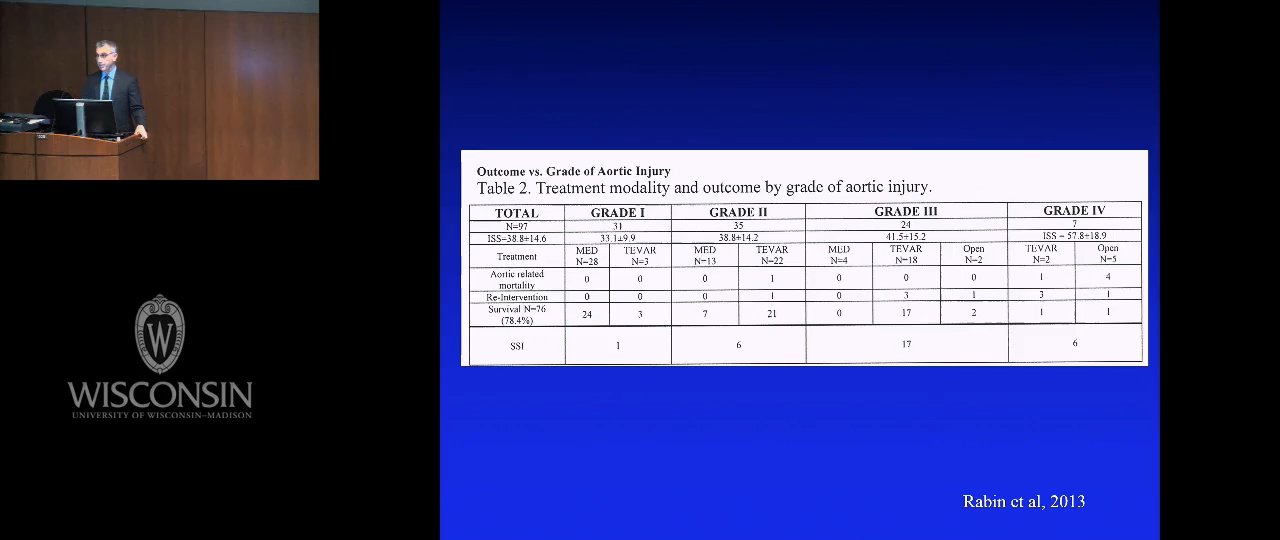 Outcome vs. Grade of Aortic Injury
Table 2. Treatment modality and outcome by grade of aortic injury.
TOTAL GRADE I GRADE II GRADE III GRADE IV
N=97 31 35 24 7
ISS=38.8±14.6 33.1±9.9 38.8±14.2 41.5±15.2 ISS = 57.8±18.9
Treatment MED N=28 TEVAR N=3 MED N=13 TEVAR N=22 MED N=4 TEVAR N=18 Open N=2 TEVAR N=2 Open N=5
Aortic related mortality 0 0 0 1 0 0 0 1 4
Re-Intervention 0 0 0 1 0 3 1 3 1
Survival N=76 (78.4%) 24 3 7 21 0 17 2 1 1
SSI 1 6 17 6
W
WISCONSIN
UNIVERSITY OF WISCONSIN–MADISON
Rabin et al, 2013